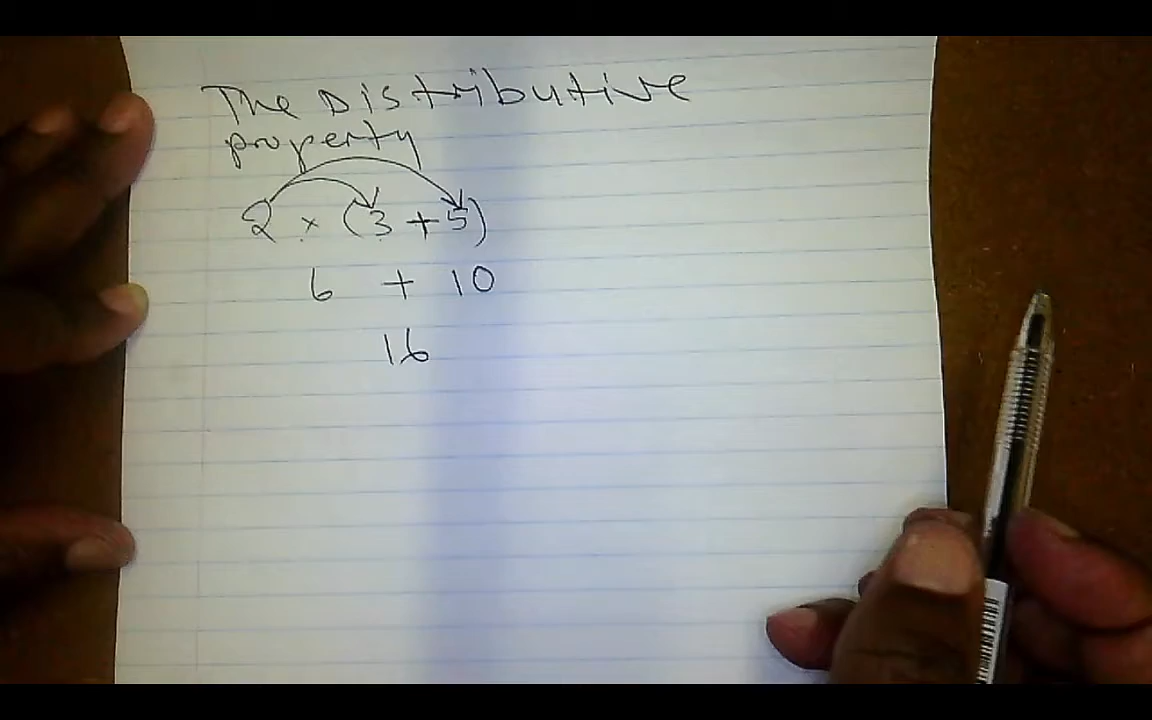 The Distributive
property
2 × (3 + 5)
6 + 10
16